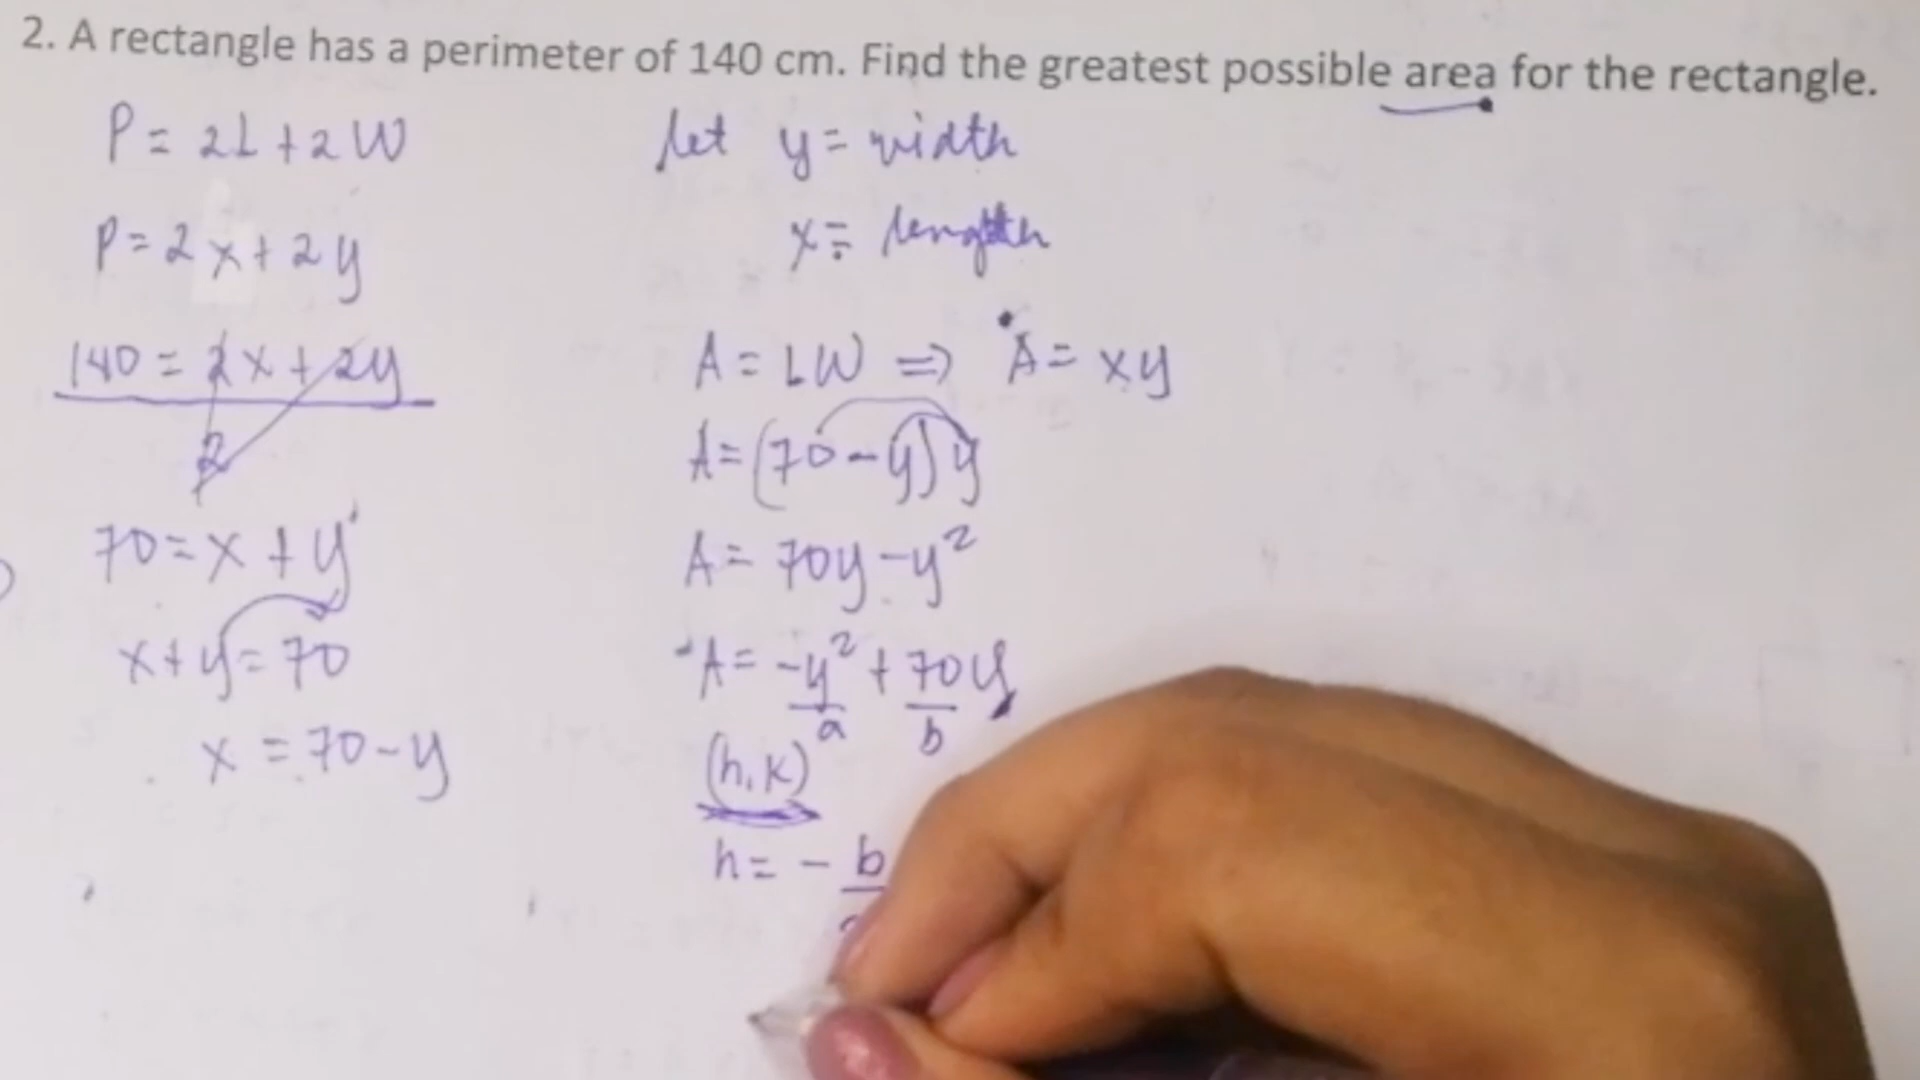 2. A rectangle has a perimeter of 140 cm. Find the greatest possible area for the rectangle.
P = 2L + 2W
P = 2x + 2y
140 = 2x + 2y
2
70 = x + y
x + y = 70
x = 70 - y
let y = width
x = length
A = LW ⇒ A = xy
A = (70 - y) y
A = 70y - y²
A = -y² + 70y
a b
(h, k)
h = - b